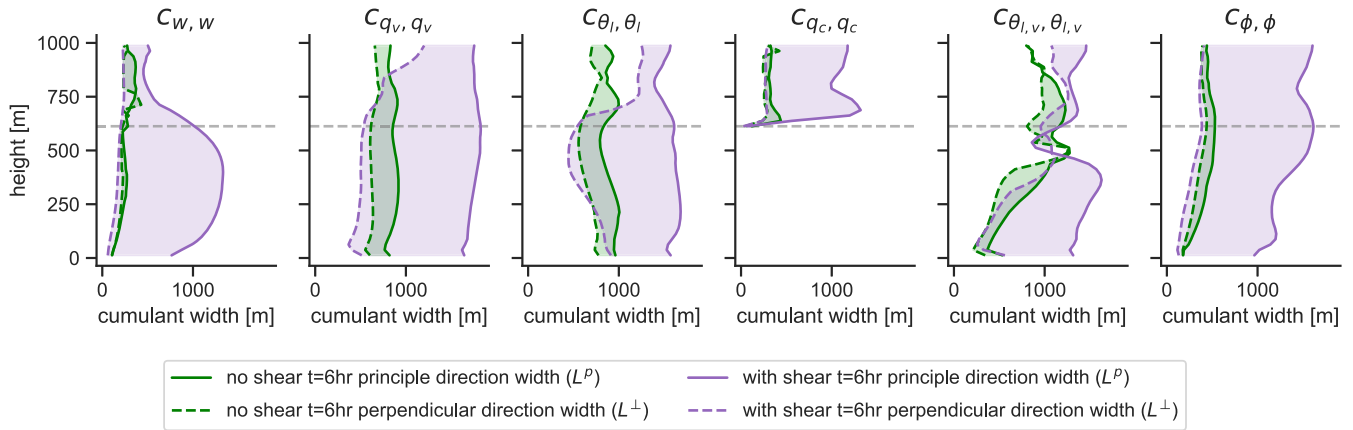 C_{w, w} C_{q_v, q_v} C_{θ_l, θ_l} C_{q_c, q_c} C_{θ_{l, v}, θ_{l, v}} C_{ϕ, ϕ}
height [m]
1000
750
500
250
0
0 1000 0 1000 0 1000 0 1000 0 1000 0 1000
cumulant width [m] cumulant width [m] cumulant width [m] cumulant width [m] cumulant width [m] cumulant width [m]
no shear t=6hr principle direction width (L^p) with shear t=6hr principle direction width (L^p)
no shear t=6hr perpendicular direction width (L^⊥) with shear t=6hr perpendicular direction width (L^⊥)